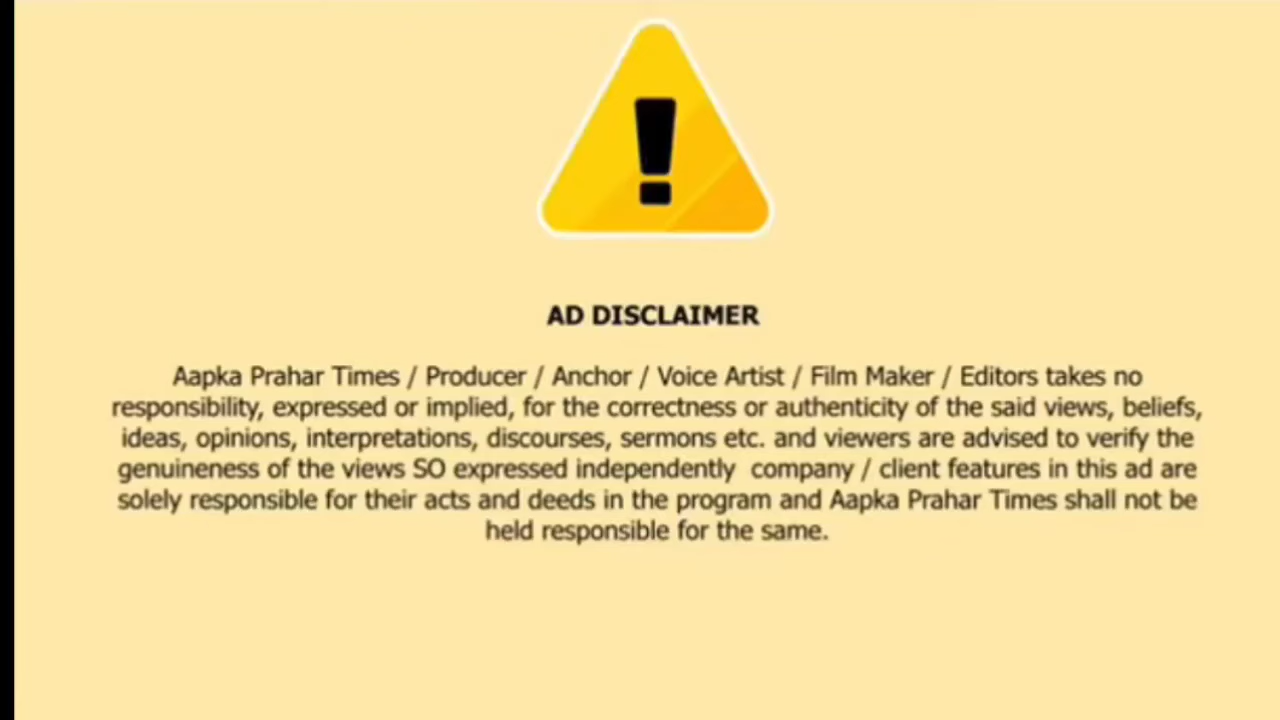 AD DISCLAIMER
Aapka Prahar Times / Producer / Anchor / Voice Artist / Film Maker / Editors takes no
responsibility, expressed or implied, for the correctness or authenticity of the said views, beliefs,
ideas, opinions, interpretations, discourses, sermons etc. and viewers are advised to verify the
genuineness of the views SO expressed independently  company / client features in this ad are
solely responsible for their acts and deeds in the program and Aapka Prahar Times shall not be
held responsible for the same.